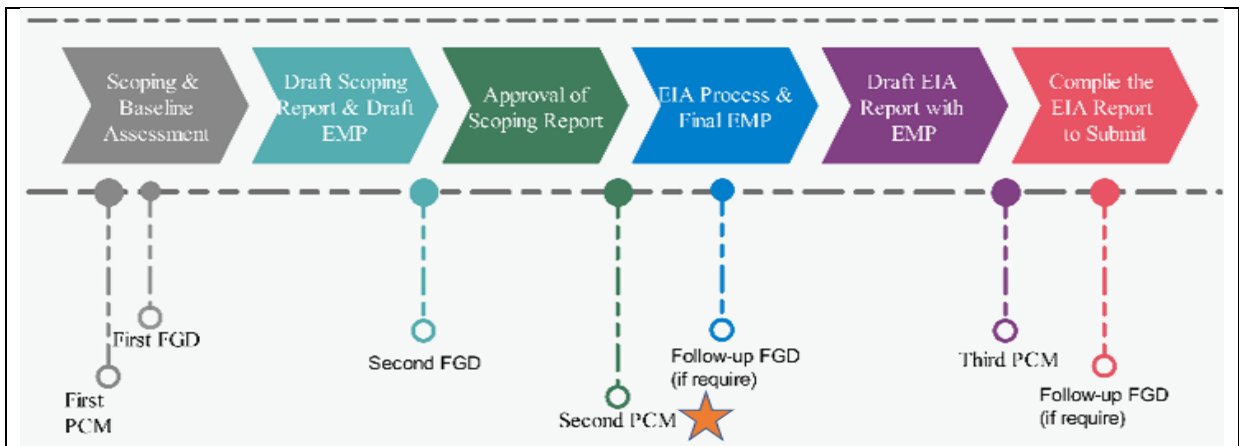 Scoping &
Baseline
Assessment
Draft Scoping
Report & Draft
EMP
Approval of
Scoping Report
EIA Process &
Final EMP
Draft EIA
Report with
EMP
Complie the
EIA Report
to Submit
First FGD
First
PCM
Second FGD
Second PCM
Follow-up FGD
(if require)
Third PCM
Follow-up FGD
(if require)